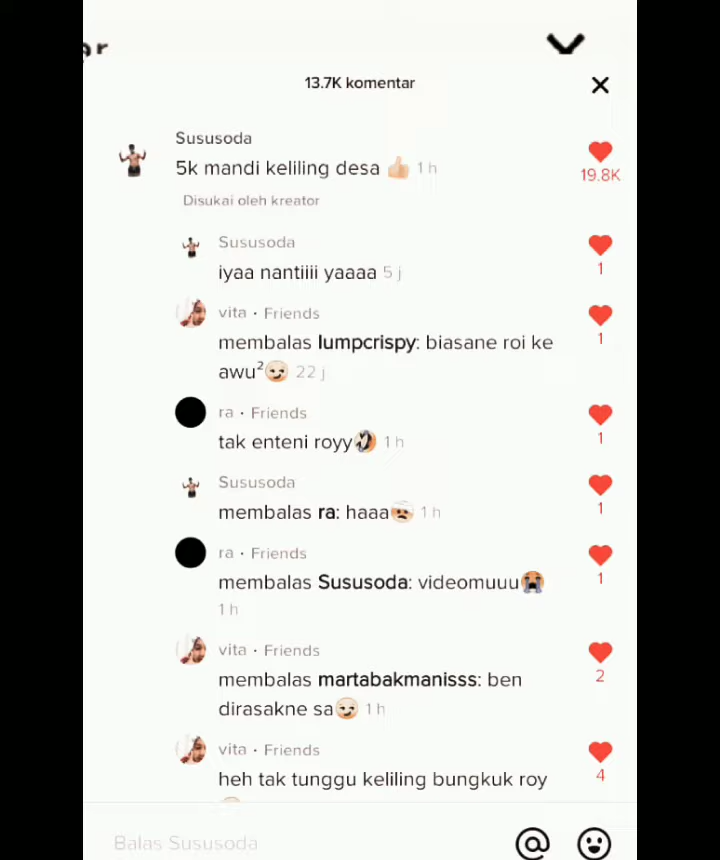 13.7K komentar
Sususoda
5k mandi keliling desa 👍 1 h
19.8K
Disukai oleh kreator
Sususoda
iyaa nantiiii yaaaa 5 j
1
vita · Friends
membalas lumpcrispy: biasane roi ke
awu²😏 22 j
1
ra · Friends
tak enteni royy🤣 1 h
1
Sususoda
membalas ra: haaa🤕 1 h
1
ra · Friends
membalas Sususoda: videomuuu😭
1 h
1
vita · Friends
membalas martabakmanisss: ben
dirasakne sa😏 1 h
2
vita · Friends
heh tak tunggu keliling bungkuk roy
4
Balas Sususoda